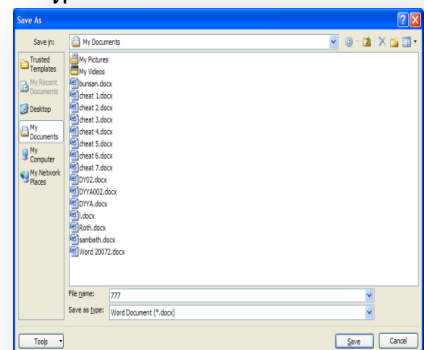 Save As
Save in:
My Documents
Trusted Templates
My Recent Documents
Desktop
My Documents
My Computer
My Network Places
My Pictures
My Videos
bunsan.docx
cheat 1.docx
cheat 2.docx
cheat 3.docx
cheat 4.docx
cheat 5.docx
cheat 6.docx
cheat 7.docx
DY02.docx
DYYA002.docx
DYYA.docx
l.docx
Roth.docx
sambath.docx
Word 20072.docx
File name:
777
Save as type:
Word Document (*.docx)
Tools
Save
Cancel